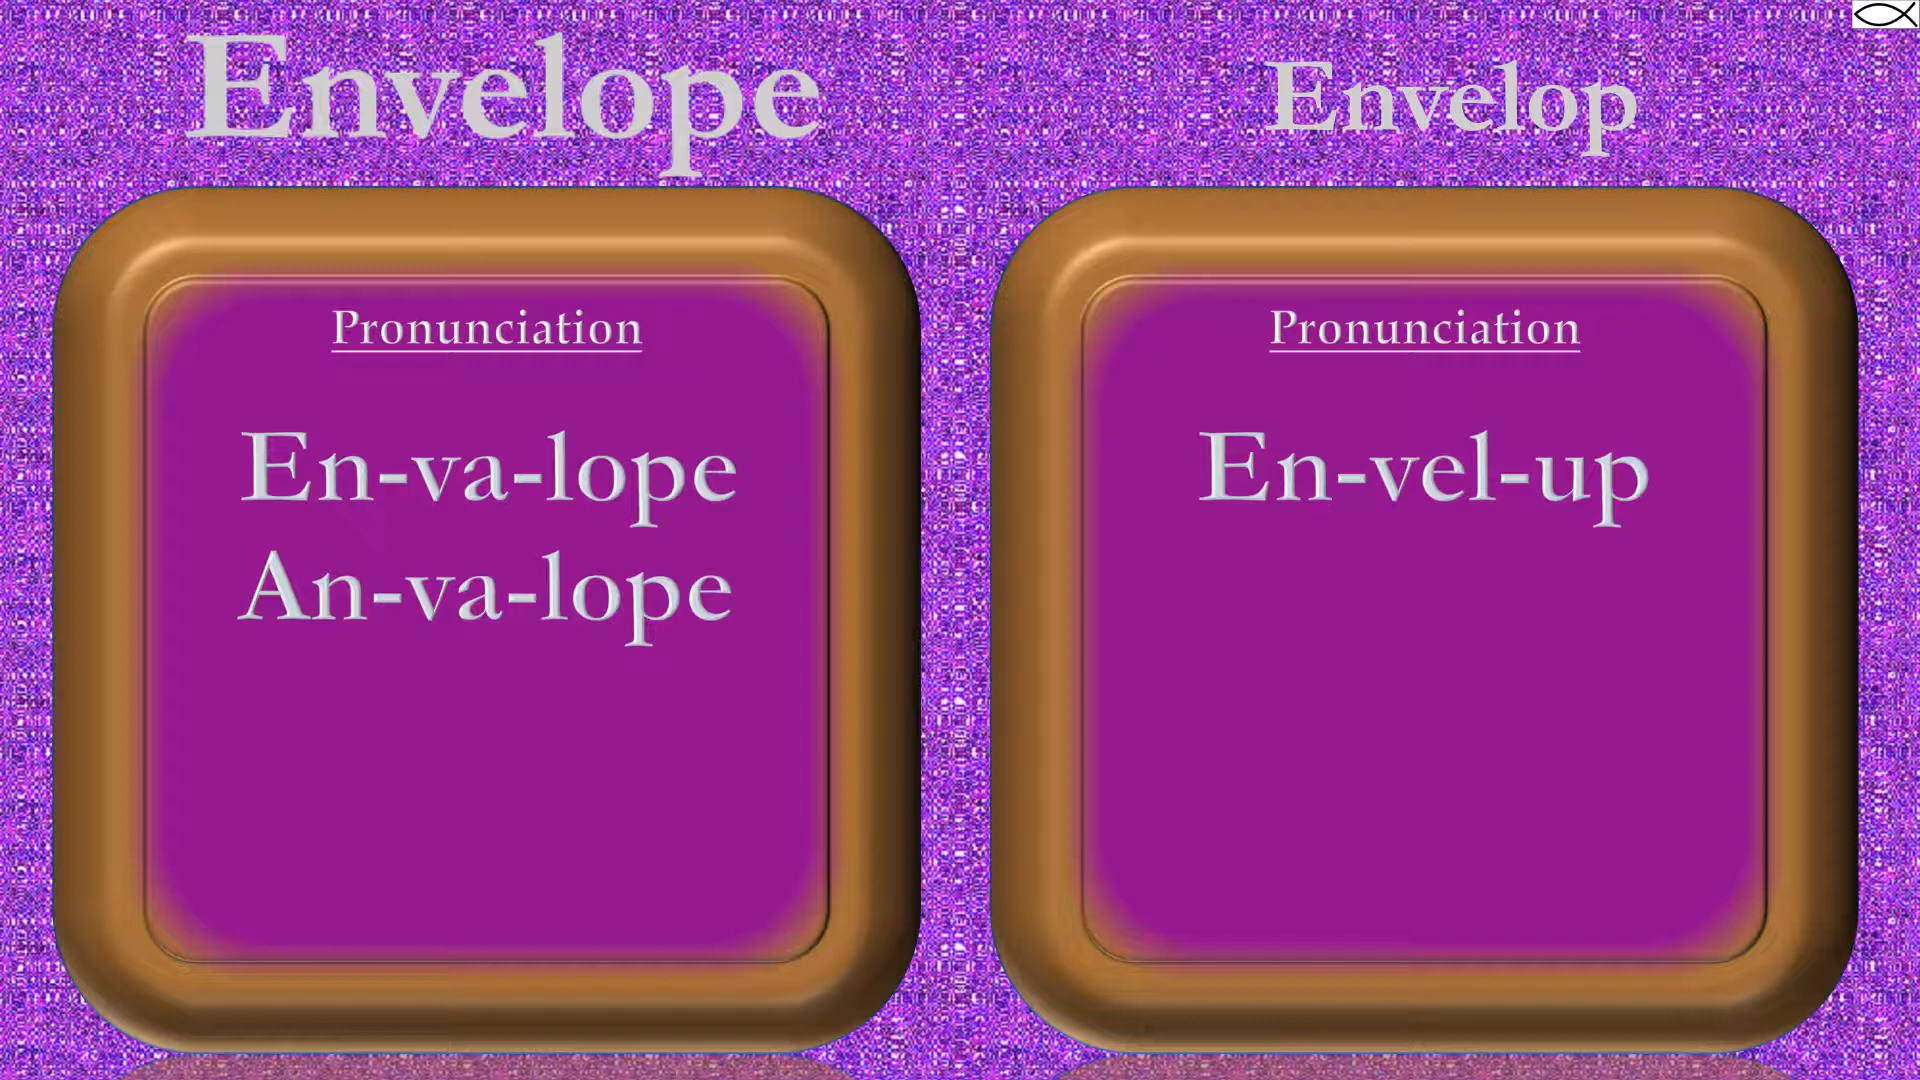 Envelope
Pronunciation
En-va-lope
An-va-lope
Envelop
Pronunciation
En-vel-up